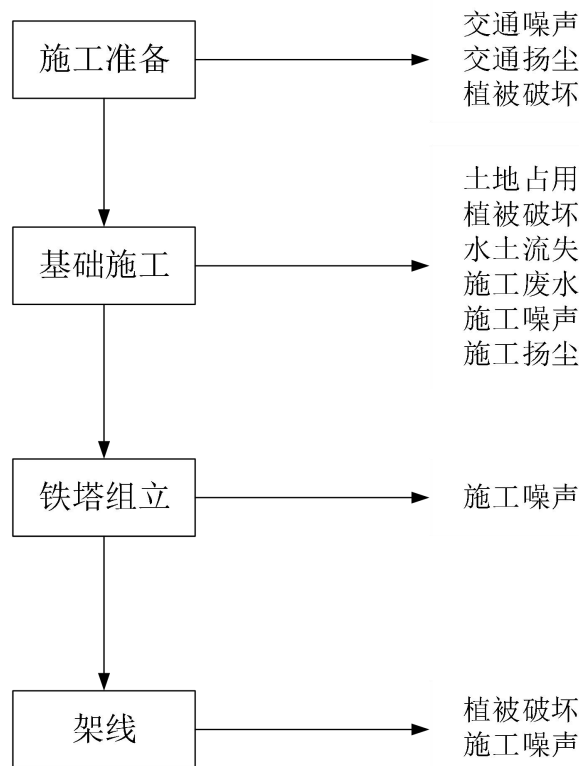 施工准备
交通噪声
交通扬尘
植被破坏
基础施工
土地占用
植被破坏
水土流失
施工废水
施工噪声
施工扬尘
铁塔组立
施工噪声
架线
植被破坏
施工噪声